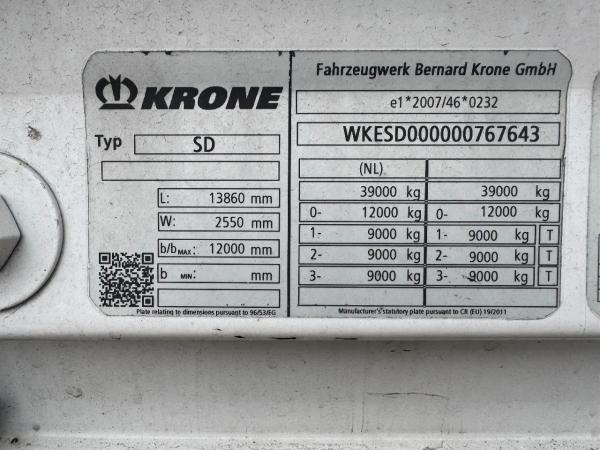 KRONE
Typ SD
L: 13860 mm
W: 2550 mm
b/b MAX: 12000 mm
b MIN: mm
Plate relating to dimensions pursuant to 96/53/EG
Fahrzeugwerk Bernard Krone GmbH
e1*2007/46*0232
WKESD000000767643
(NL)
39000 kg 39000 kg
0- 12000 kg 0- 12000 kg
1- 9000 kg 1- 9000 kg T
2- 9000 kg 2- 9000 kg T
3- 9000 kg 3- 9000 kg T
Manufacturer's statutory plate pursuant to CR (EU) 19/2011